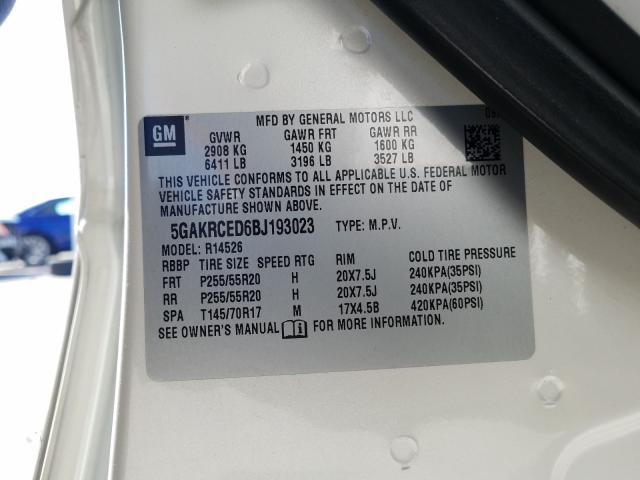 MFD BY GENERAL MOTORS LLC
GM
GVWR GAWR FRT GAWR RR
2908 KG 1450 KG 1600 KG
6411 LB 3196 LB 3527 LB
THIS VEHICLE CONFORMS TO ALL APPLICABLE U.S. FEDERAL MOTOR
VEHICLE SAFETY STANDARDS IN EFFECT ON THE DATE OF
MANUFACTURE SHOWN ABOVE.
5GAKRCED6BJ193023 TYPE: M.P.V.
MODEL: R14526
RBBP TIRE SIZE SPEED RTG RIM COLD TIRE PRESSURE
FRT P255/55R20 H 20X7.5J 240KPA(35PSI)
RR P255/55R20 H 20X7.5J 240KPA(35PSI)
SPA T145/70R17 M 17X4.5B 420KPA(60PSI)
SEE OWNER'S MANUAL FOR MORE INFORMATION.